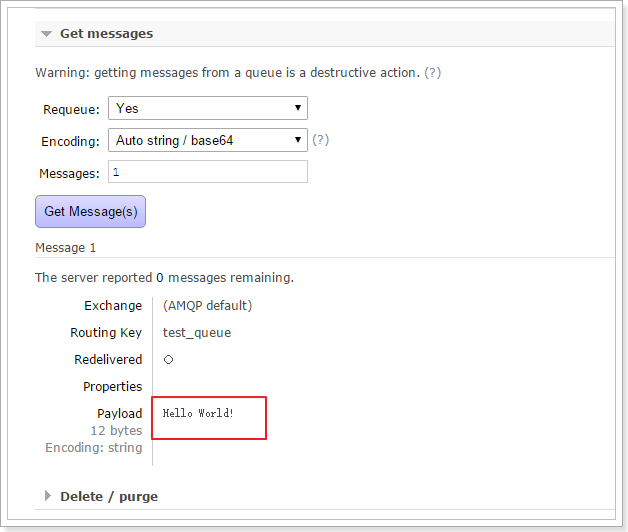 Get messages
Warning: getting messages from a queue is a destructive action. (?)
Requeue: Yes
Encoding: Auto string / base64 (?)
Messages: 1
Get Message(s)
Message 1
The server reported 0 messages remaining.
Exchange (AMQP default)
Routing Key test_queue
Redelivered ○
Properties
Payload Hello World!
12 bytes
Encoding: string
Delete / purge